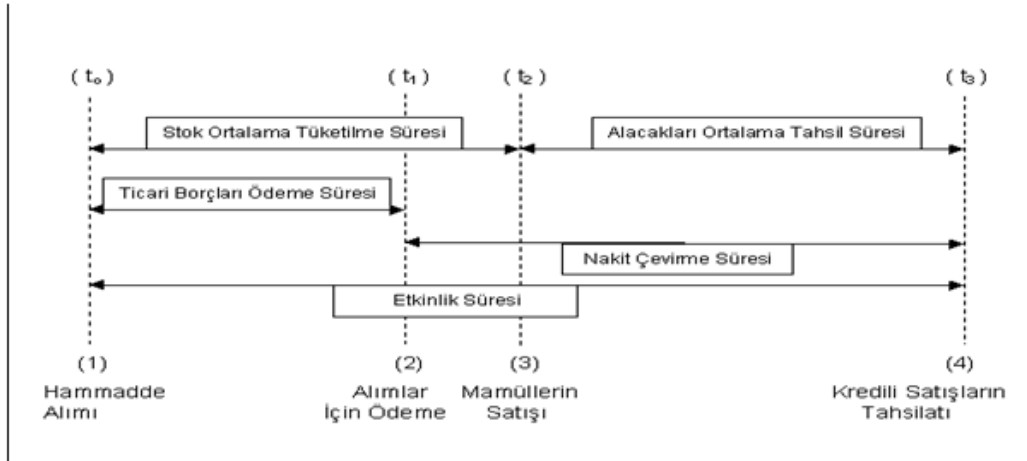 ( t₀ )
( t₁ )
( t₂ )
( t₃ )
Stok Ortalama Tüketilme Süresi
Alacakları Ortalama Tahsil Süresi
Ticari Borçları Ödeme Süresi
Nakit Çevirme Süresi
Etkinlik Süresi
(1)
Hammadde
Alımı
(2)
Alımlar
İçin Ödeme
(3)
Mamüllerin
Satışı
(4)
Kredili Satışların
Tahsilatı